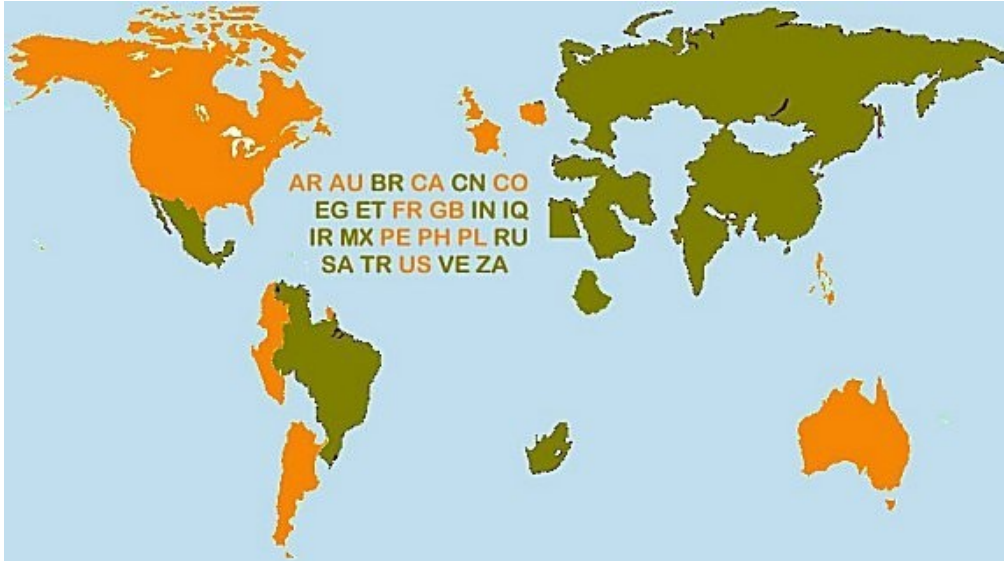 AR AU BR CA CN CO
EG ET FR GB IN IQ
IR MX PE PH PL RU
SA TR US VE ZA